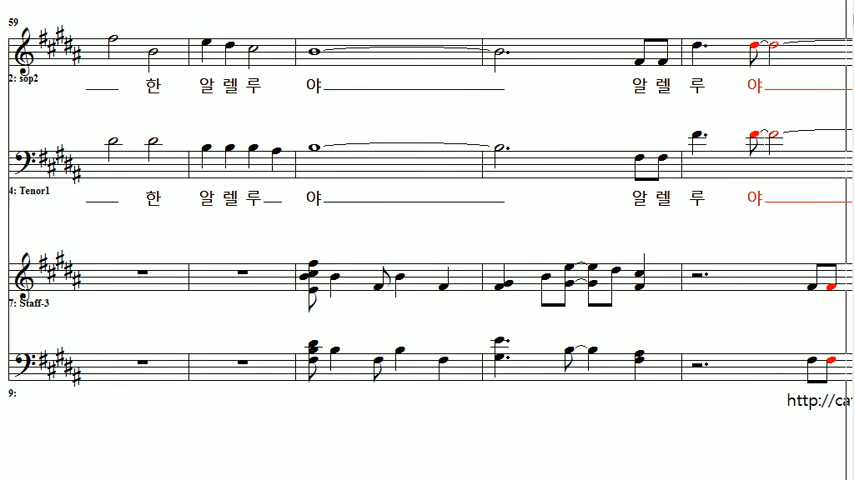 59
2: sop2
한 알 렐 루 야 알 렐 루 야
4: Tenor1
한 알 렐 루 야 알 렐 루 야
7: Staff-3
9:
http://ca